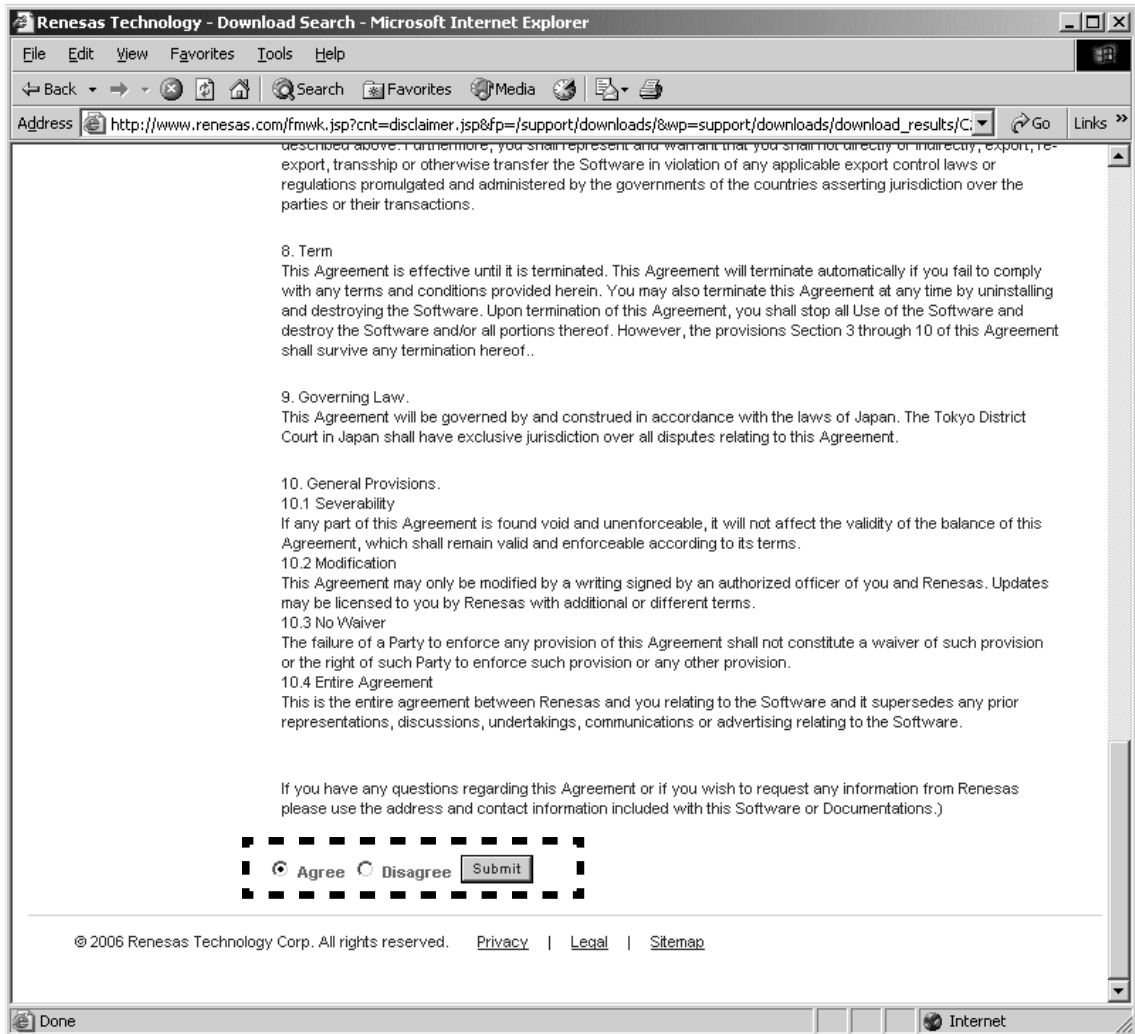 Renesas Technology - Download Search - Microsoft Internet Explorer
File Edit View Favorites Tools Help
Back Search Favorites Media
Address http://www.renesas.com/fmwk.jsp?cnt=disclaimer.jsp&fp=/support/downloads/&wp=support/downloads/download_results/C: Go Links »
described above. Furthermore, you shall represent and warrant that you shall not directly or indirectly, export, re-
export, transship or otherwise transfer the Software in violation of any applicable export control laws or
regulations promulgated and administered by the governments of the countries asserting jurisdiction over the
parties or their transactions.
8. Term
This Agreement is effective until it is terminated. This Agreement will terminate automatically if you fail to comply
with any terms and conditions provided herein. You may also terminate this Agreement at any time by uninstalling
and destroying the Software. Upon termination of this Agreement, you shall stop all Use of the Software and
destroy the Software and/or all portions thereof. However, the provisions Section 3 through 10 of this Agreement
shall survive any termination hereof..
9. Governing Law.
This Agreement will be governed by and construed in accordance with the laws of Japan. The Tokyo District
Court in Japan shall have exclusive jurisdiction over all disputes relating to this Agreement.
10. General Provisions.
10.1 Severability
If any part of this Agreement is found void and unenforceable, it will not affect the validity of the balance of this
Agreement, which shall remain valid and enforceable according to its terms.
10.2 Modification
This Agreement may only be modified by a writing signed by an authorized officer of you and Renesas. Updates
may be licensed to you by Renesas with additional or different terms.
10.3 No Waiver
The failure of a Party to enforce any provision of this Agreement shall not constitute a waiver of such provision
or the right of such Party to enforce such provision or any other provision.
10.4 Entire Agreement
This is the entire agreement between Renesas and you relating to the Software and it supersedes any prior
representations, discussions, undertakings, communications or advertising relating to the Software.
If you have any questions regarding this Agreement or if you wish to request any information from Renesas
please use the address and contact information included with this Software or Documentations.)
Agree Disagree Submit
© 2006 Renesas Technology Corp. All rights reserved. Privacy | Legal | Sitemap
Done Internet